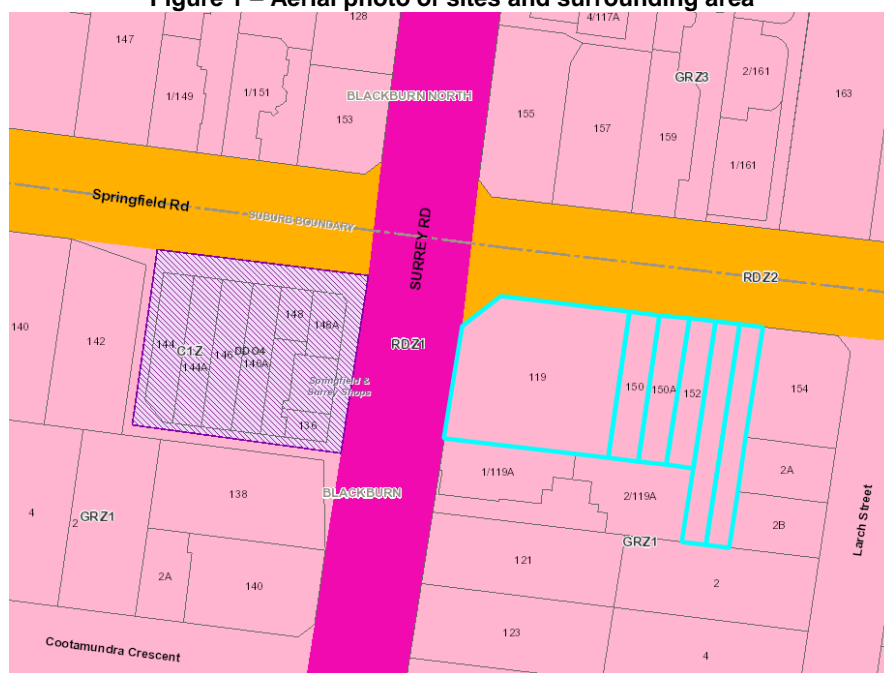 Figure 1 – Aerial photo of sites and surrounding area
147
128
4/117A
GRZ3
2/161
163
1/149
1/151
BLACKBURN NORTH
153
155
157
159
1/161
Springfield Rd
SUBURB BOUNDARY
SURREY RD
RDZ2
140
142
144
144A
C1Z
146
DDO4
146A
148
148A
Springfield &
Surrey Shops
136
RDZ1
119
150
150A
152
154
2A
2B
Larch Street
4
2
GRZ1
138
2A
140
BLACKBURN
1/119A
2/119A
GRZ1
121
2
123
4
Cootamundra Crescent